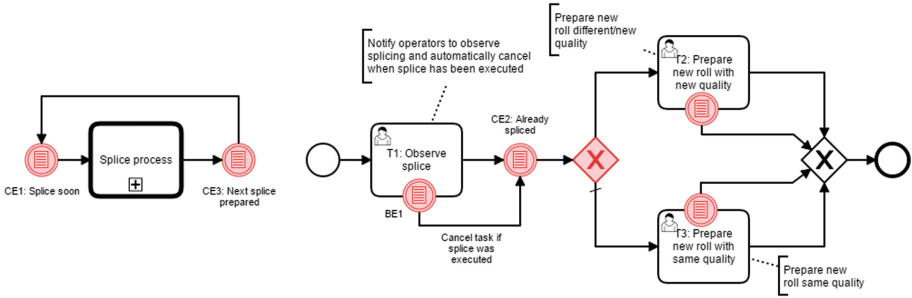 Splice process
CE1: Splice soon
CE3: Next splice
prepared
Notify operators to observe
splicing and automatically cancel
when splice has been executed
T1: Observe
splice
BE1
Cancel task if
splice was
executed
CE2: Already
spliced
X
Prepare new
roll different/new
quality
T2: Prepare
new roll with
new quality
T3: Prepare
new roll with
same quality
X
Prepare new
roll same quality